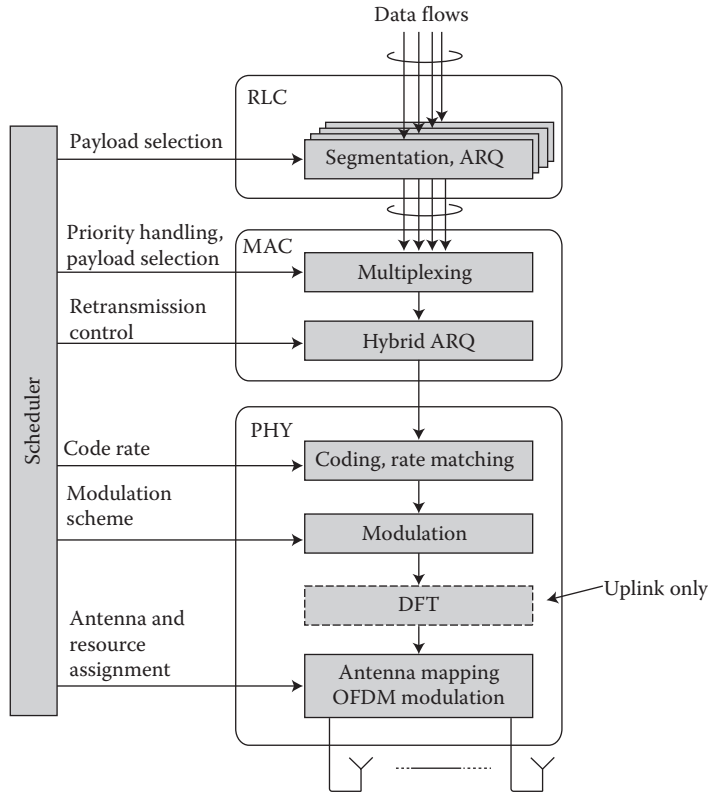 Data flows
RLC
Payload selection
Segmentation, ARQ
Priority handling,
payload selection
MAC
Multiplexing
Retransmission
control
Hybrid ARQ
Scheduler
PHY
Code rate
Coding, rate matching
Modulation
scheme
Modulation
DFT
Uplink only
Antenna and
resource
assignment
Antenna mapping
OFDM modulation